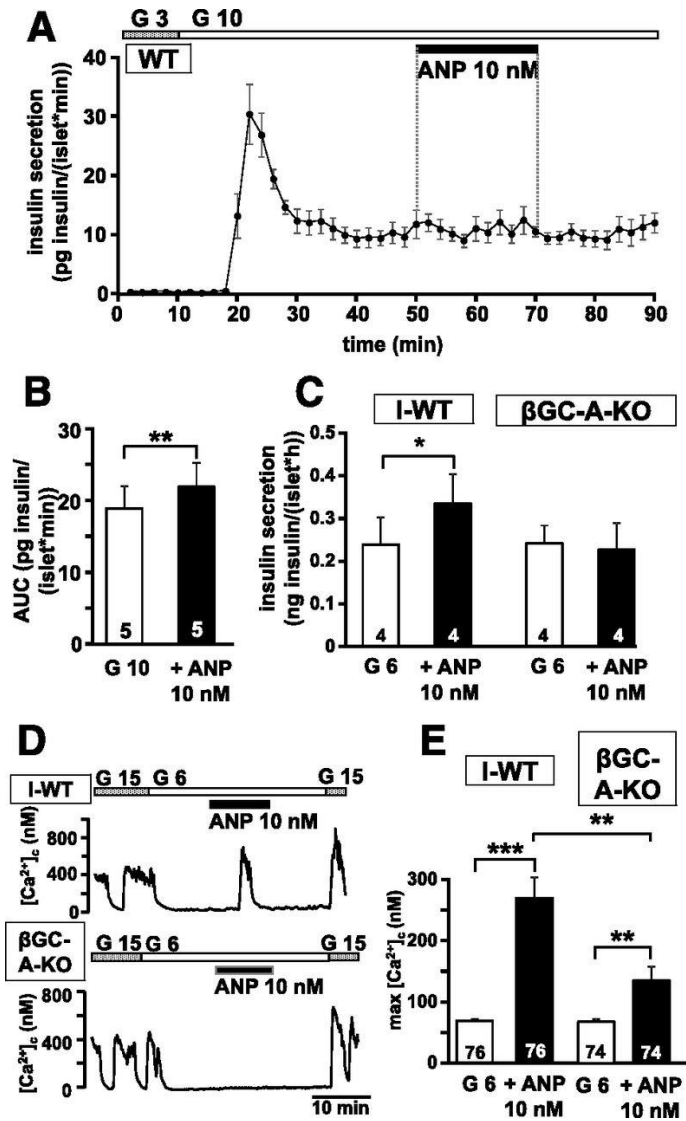 A
G 3 G 10
WT
ANP 10 nM
insulin secretion
(pg insulin/(islet*min))
40
30
20
10
0
0 10 20 30 40 50 60 70 80 90
time (min)
B
AUC (pg insulin/
(islet*min))
30
20
10
0
**
5 5
G 10 + ANP
10 nM
C
I-WT βGC-A-KO
insulin secretion
(ng insulin/(islet*h))
0.5
0.4
0.3
0.2
0.1
0
*
4 4 4 4
G 6 + ANP G 6 + ANP
10 nM 10 nM
D
G 15 G 6 G 15
I-WT
ANP 10 nM
[Ca²⁺]c (nM)
800
400
0
βGC-
A-KO
G 15 G 6 G 15
ANP 10 nM
[Ca²⁺]c (nM)
800
400
0
10 min
E
I-WT
βGC-
A-KO
**
***
**
max [Ca²⁺]c (nM)
300
200
100
0
76 76 74 74
G 6 + ANP G 6 + ANP
10 nM 10 nM